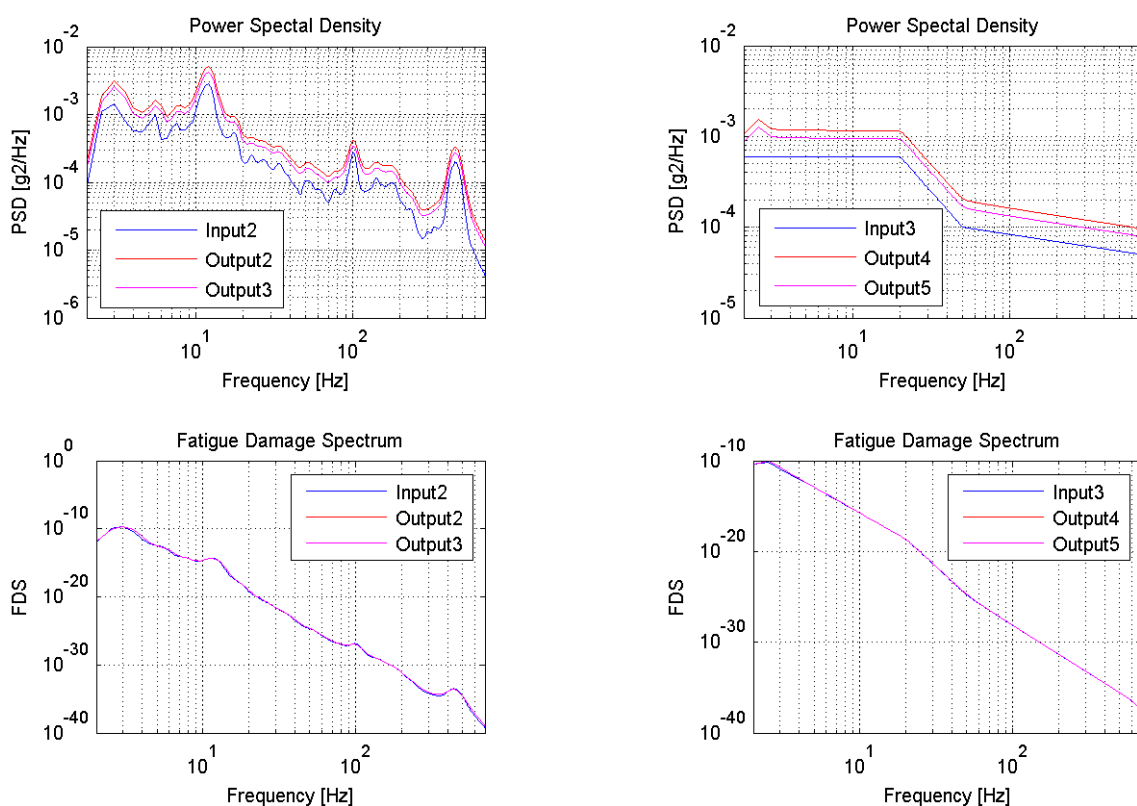 Power Spectal Density
10^-2
10^-3
10^-4
10^-5
10^-6
PSD [g2/Hz]
Input2
Output2
Output3
10^1
10^2
Frequency [Hz]
Power Spectal Density
10^-2
10^-3
10^-4
10^-5
PSD [g2/Hz]
Input3
Output4
Output5
10^1
10^2
Frequency [Hz]
Fatigue Damage Spectrum
10^0
10^-10
10^-20
10^-30
10^-40
FDS
Input2
Output2
Output3
10^1
10^2
Frequency [Hz]
Fatigue Damage Spectrum
10^-10
10^-20
10^-30
10^-40
FDS
Input3
Output4
Output5
10^1
10^2
Frequency [Hz]